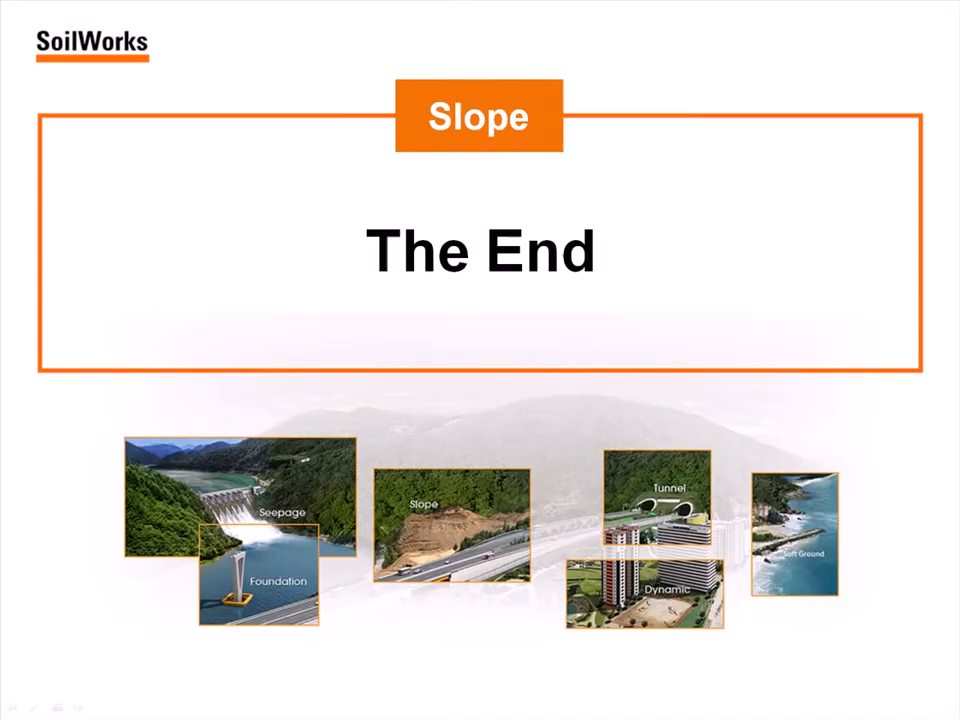 SoilWorks
Slope
The End
Seepage
Foundation
Slope
Tunnel
Dynamic
Soft Ground